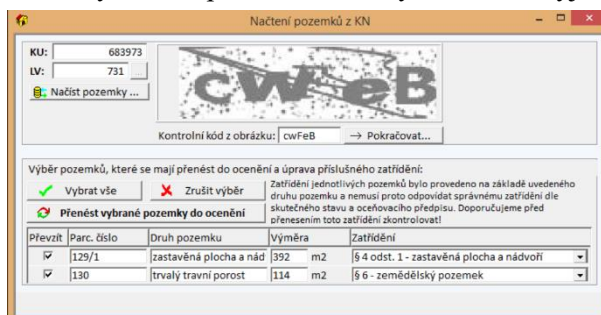 Načtení pozemků z KN
KU: 683973
LV: 731 ...
Načíst pozemky ...
cWFeB
Kontrolní kód z obrázku: cwFeB → Pokračovat...
Výběr pozemků, které se mají přenést do ocenění a úprava příslušného zatřídění:
Vybrat vše Zrušit výběr
Přenést vybrané pozemky do ocenění
Zatřídění jednotlivých pozemků bylo provedeno na základě uvedeného
druhu pozemku a nemusí proto odpovídat správnému zatřídění dle
skutečného stavu a oceňovacího předpisu. Doporučujeme před
přenesením toto zatřídění zkontrolovat!
Převzít Parc. číslo Druh pozemku Výměra Zatřídění
129/1 zastavěná plocha a nád 392 m2 § 4 odst. 1 - zastavěná plocha a nádvoří
130 trvalý travní porost 114 m2 § 6 - zemědělský pozemek